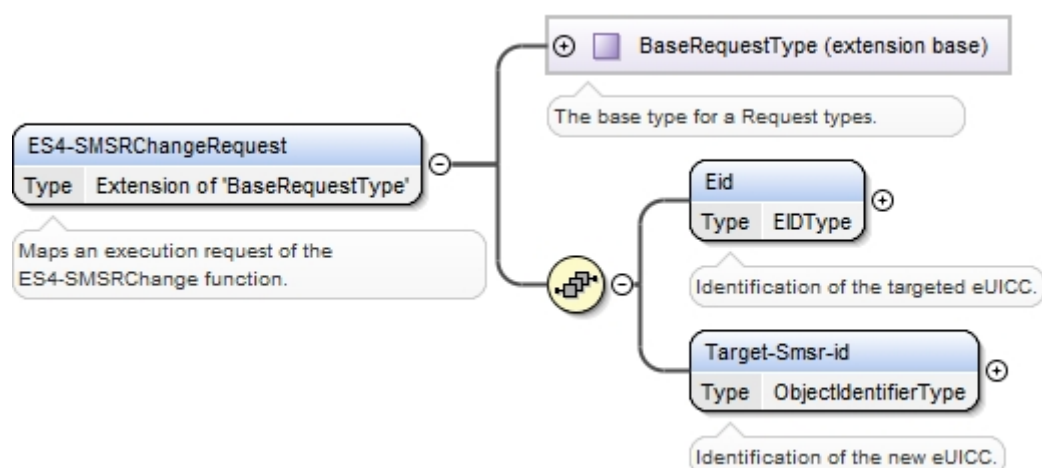 BaseRequestType (extension base)
The base type for a Request types.
ES4-SMSRChangeRequest
Type Extension of 'BaseRequestType'
Maps an execution request of the
ES4-SMSRChange function.
Eid
Type EIDType
Identification of the targeted eUICC.
Target-Smsr-id
Type ObjectIdentifierType
Identification of the new eUICC.